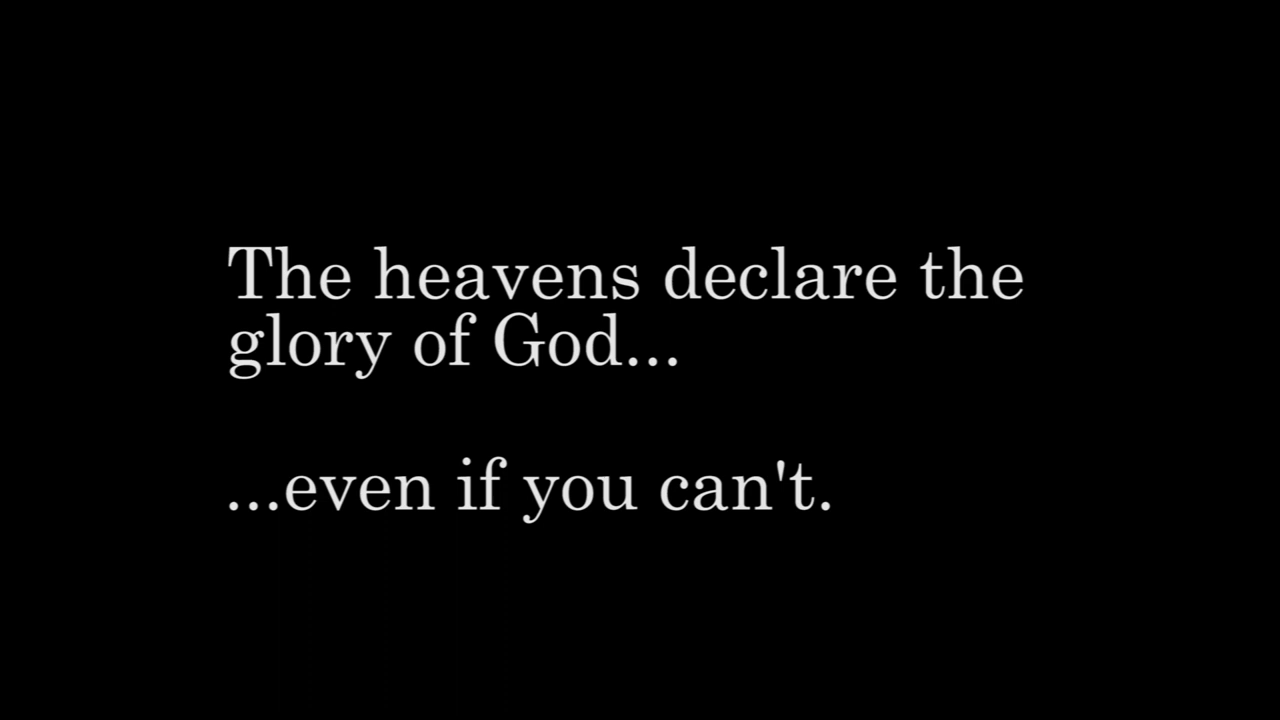 The heavens declare the
glory of God...
...even if you can't.